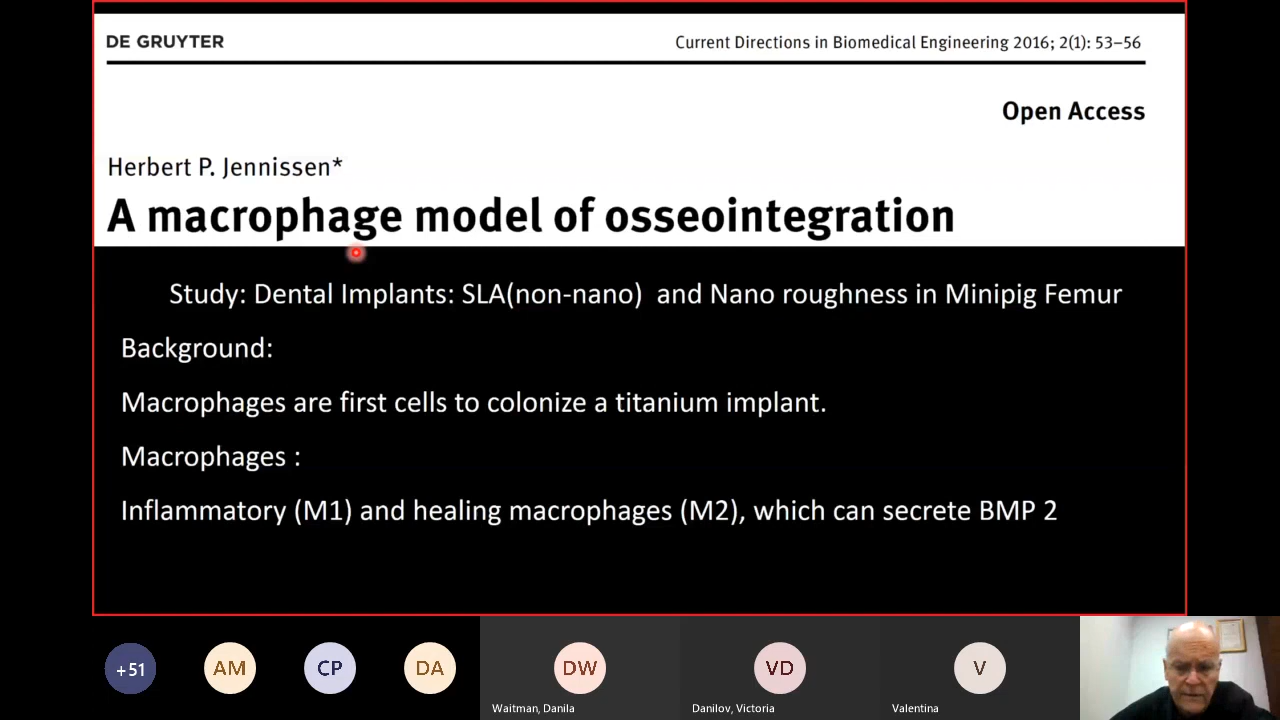 DE GRUYTER
Current Directions in Biomedical Engineering 2016; 2(1): 53–56
Open Access
Herbert P. Jennissen*
A macrophage model of osseointegration
Study: Dental Implants: SLA(non-nano) and Nano roughness in Minipig Femur
Background:
Macrophages are first cells to colonize a titanium implant.
Macrophages :
Inflammatory (M1) and healing macrophages (M2), which can secrete BMP 2
+51
AM
CP
DA
DW
VD
V
Waitman, Danila
Danilov, Victoria
Valentina